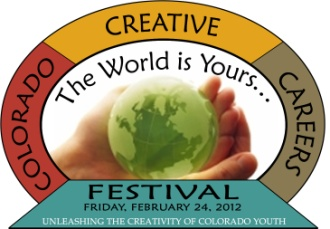 COLORADO
CREATIVE
CAREERS
The World is Yours...
FESTIVAL
FRIDAY, FEBRUARY 24, 2012
UNLEASHING THE CREATIVITY OF COLORADO YOUTH